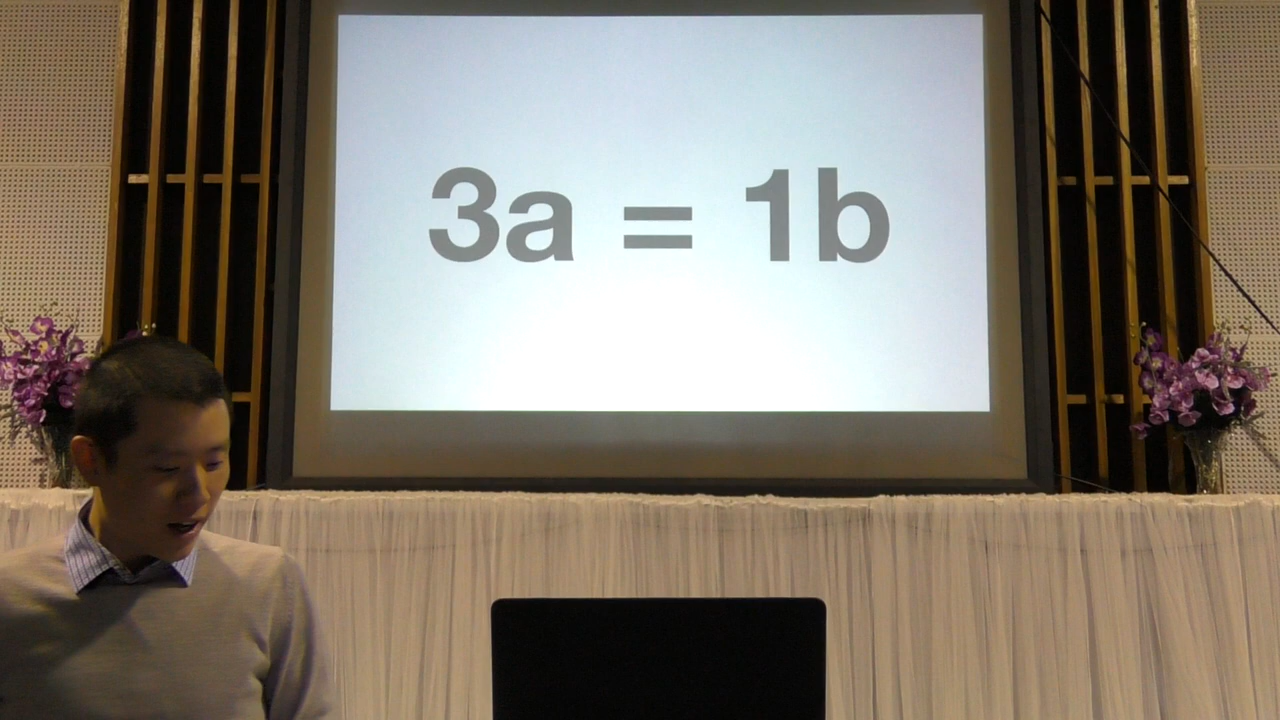 3a = 1b